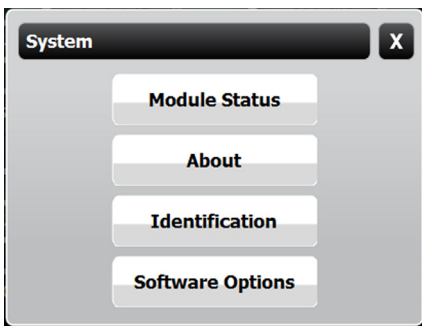 System
X
Module Status
About
Identification
Software Options